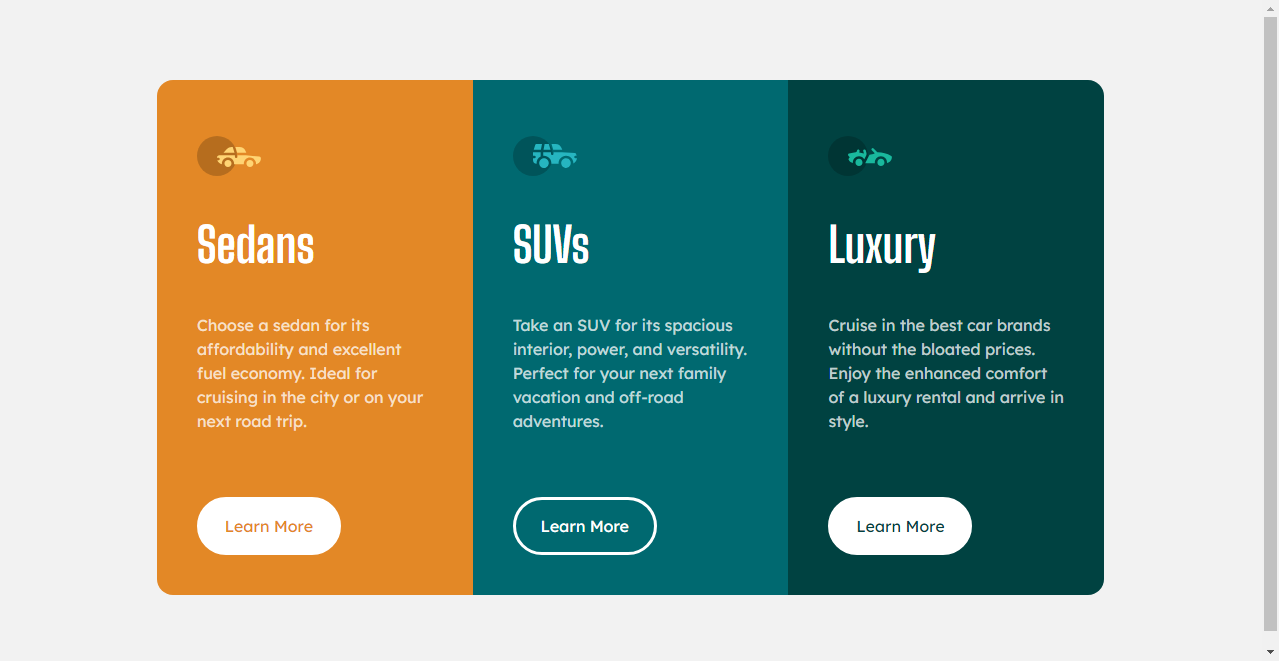 Sedans
Choose a sedan for its
affordability and excellent
fuel economy. Ideal for
cruising in the city or on your
next road trip.
Learn More
SUVs
Take an SUV for its spacious
interior, power, and versatility.
Perfect for your next family
vacation and off-road
adventures.
Learn More
Luxury
Cruise in the best car brands
without the bloated prices.
Enjoy the enhanced comfort
of a luxury rental and arrive in
style.
Learn More